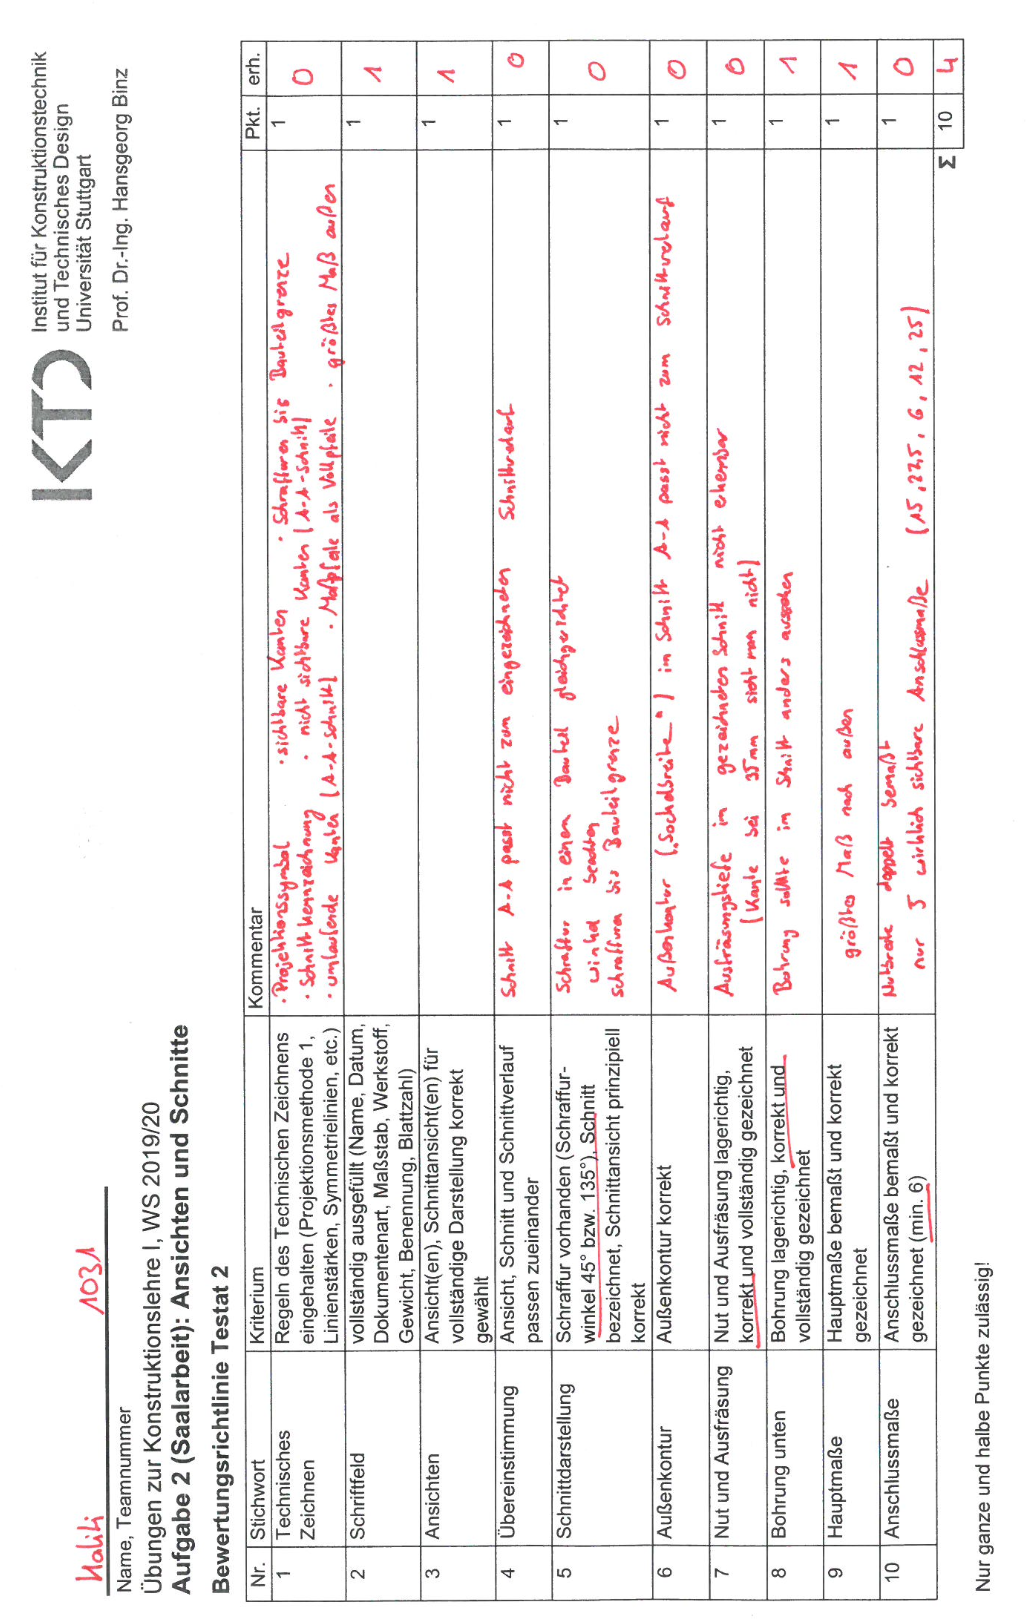 KTD
Institut für Konstruktionstechnik
und Technisches Design
Universität Stuttgart
Prof. Dr.-Ing. Hansgeorg Binz
Halili 1031
Name, Teamnummer
Übungen zur Konstruktionslehre I, WS 2019/20
Aufgabe 2 (Saalarbeit): Ansichten und Schnitte
Bewertungsrichtlinie Testat 2
Nr. Stichwort Kriterium Kommentar Pkt. erh.
1 Technisches Zeichnen
Regeln des Technischen Zeichnens
eingehalten (Projektionsmethode 1,
Linienstärken, Symmetrielinien, etc.)
· Projektionssymbol · sichtbare Kanten · Schraffuren bis Bauteilgrenze
· Schnittkennzeichnung · nicht sichtbare Kanten (A-A-Schnitt)
· umlaufende Kanten (A-A-Schnitt) · Maßpfeile als Vollpfeile · größtes Maß außen
1 0
2 Schriftfeld
vollständig ausgefüllt (Name, Datum,
Dokumentenart, Maßstab, Werkstoff,
Gewicht, Benennung, Blattzahl)
1 1
3 Ansichten
Ansicht(en), Schnittansicht(en) für
vollständige Darstellung korrekt
gewählt
1 1
4 Übereinstimmung
Ansicht, Schnitt und Schnittverlauf
passen zueinander
Schnitt A-A passt nicht zum eingezeichneten Schnittverlauf
1 0
5 Schnittdarstellung
Schraffur vorhanden (Schraffur-
winkel 45° bzw. 135°), Schnitt
bezeichnet, Schnittansicht prinzipiell
korrekt
Schraffur in einem Bauteil gleichgerichtet
Winkel beachten
Schraffuren bis Bauteilgrenze
1 0
6 Außenkontur
Außenkontur korrekt
Außenkontur („Sockelbreite“) im Schnitt A-A passt nicht zum Schnittverlauf
1 0
7 Nut und Ausfräsung
Nut und Ausfräsung lagerichtig,
korrekt und vollständig gezeichnet
Ausfräsungstiefe in gezeichneten Schnitt nicht erkennbar
(Kante bei 35mm sieht man nicht)
1 0
8 Bohrung unten
Bohrung lagerichtig, korrekt und
vollständig gezeichnet
Bohrung sollte im Schnitt anders aussehen
1 1
9 Hauptmaße
Hauptmaße bemaßt und korrekt
gezeichnet
größtes Maß nach außen
1 1
10 Anschlussmaße
Anschlussmaße bemaßt und korrekt
gezeichnet (min. 6)
Nutbreite doppelt bemaßt
nur 5 wirklich sichtbare Anschlussmaße (15, 22,5, 6, 12, 25)
1 0
Σ 10 4
Nur ganze und halbe Punkte zulässig!